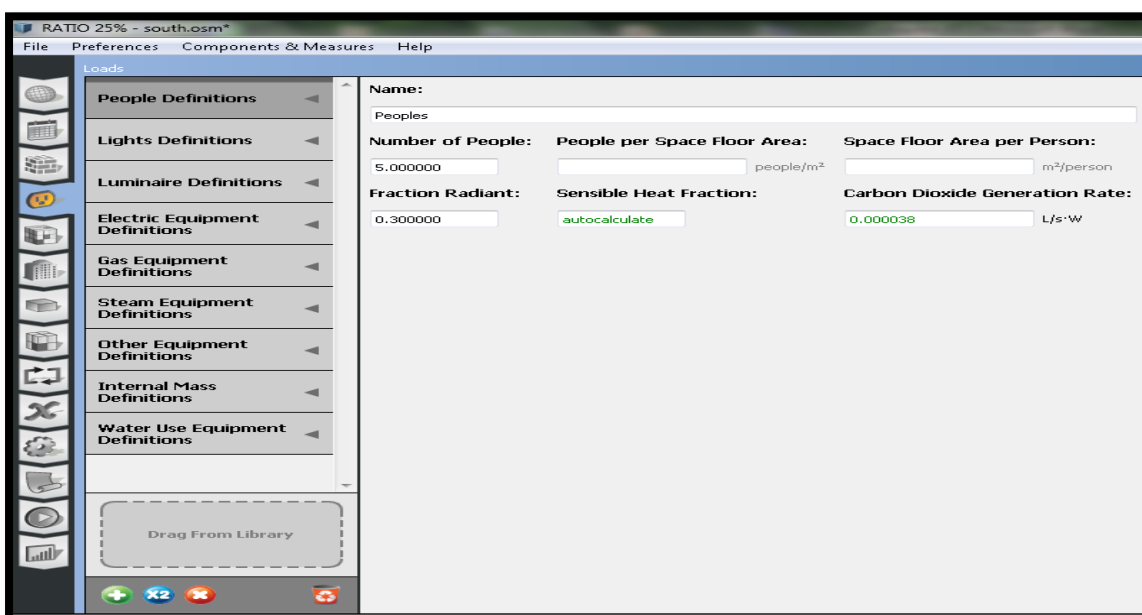 RATIO 25% - south.osm*
File Preferences Components & Measures Help
Loads
People Definitions
Lights Definitions
Luminaire Definitions
Electric Equipment
Definitions
Gas Equipment
Definitions
Steam Equipment
Definitions
Other Equipment
Definitions
Internal Mass
Definitions
Water Use Equipment
Definitions
Drag From Library
X2
Name:
Peoples
Number of People: People per Space Floor Area: Space Floor Area per Person:
5.000000 people/m² m²/person
Fraction Radiant: Sensible Heat Fraction: Carbon Dioxide Generation Rate:
0.300000 autocalculate 0.000038 L/s·W